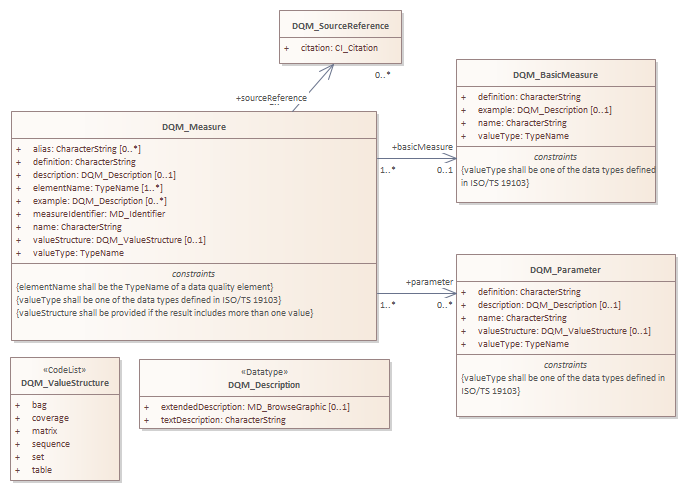 DQM_SourceReference
+ citation: CI_Citation
0..*
+sourceReference
DQM_Measure
+ alias: CharacterString [0..*]
+ definition: CharacterString
+ description: DQM_Description [0..1]
+ elementName: TypeName [1..*]
+ example: DQM_Description [0..*]
+ measureIdentifier: MD_Identifier
+ name: CharacterString
+ valueStructure: DQM_ValueStructure [0..1]
+ valueType: TypeName
constraints
{elementName shall be the TypeName of a data quality element}
{valueType shall be one of the data types defined in ISO/TS 19103}
{valueStructure shall be provided if the result includes more than one value}
+basicMeasure
1..*
0..1
DQM_BasicMeasure
+ definition: CharacterString
+ example: DQM_Description [0..1]
+ name: CharacterString
+ valueType: TypeName
constraints
{valueType shall be one of the data types defined
in ISO/TS 19103}
+parameter
1..*
0..*
DQM_Parameter
+ definition: CharacterString
+ description: DQM_Description [0..1]
+ name: CharacterString
+ valueStructure: DQM_ValueStructure [0..1]
+ valueType: TypeName
constraints
{valueType shall be one of the data types defined in
ISO/TS 19103}
«CodeList»
DQM_ValueStructure
+ bag
+ coverage
+ matrix
+ sequence
+ set
+ table
«Datatype»
DQM_Description
+ extendedDescription: MD_BrowseGraphic [0..1]
+ textDescription: CharacterString